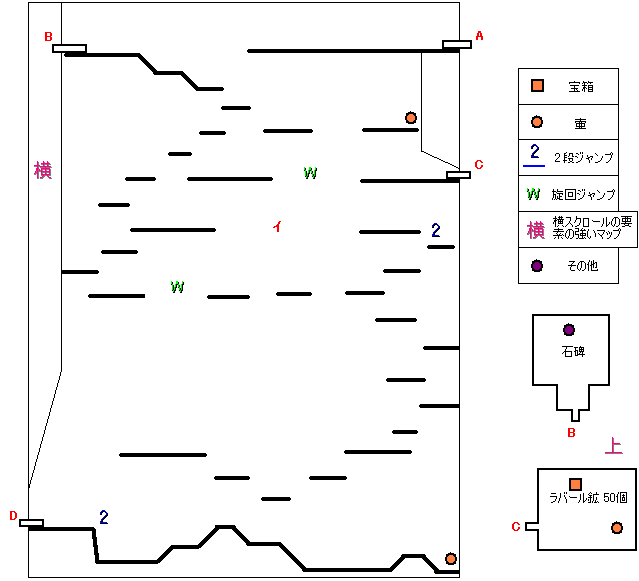 B
A
宝箱
壷
横
W
C
2
2段ジャンプ
W
旋回ジャンプ
イ
2
横
横スクロールの要
素の強いマップ
その他
W
石碑
B
上
ラバール鉱 50個
C
D
2